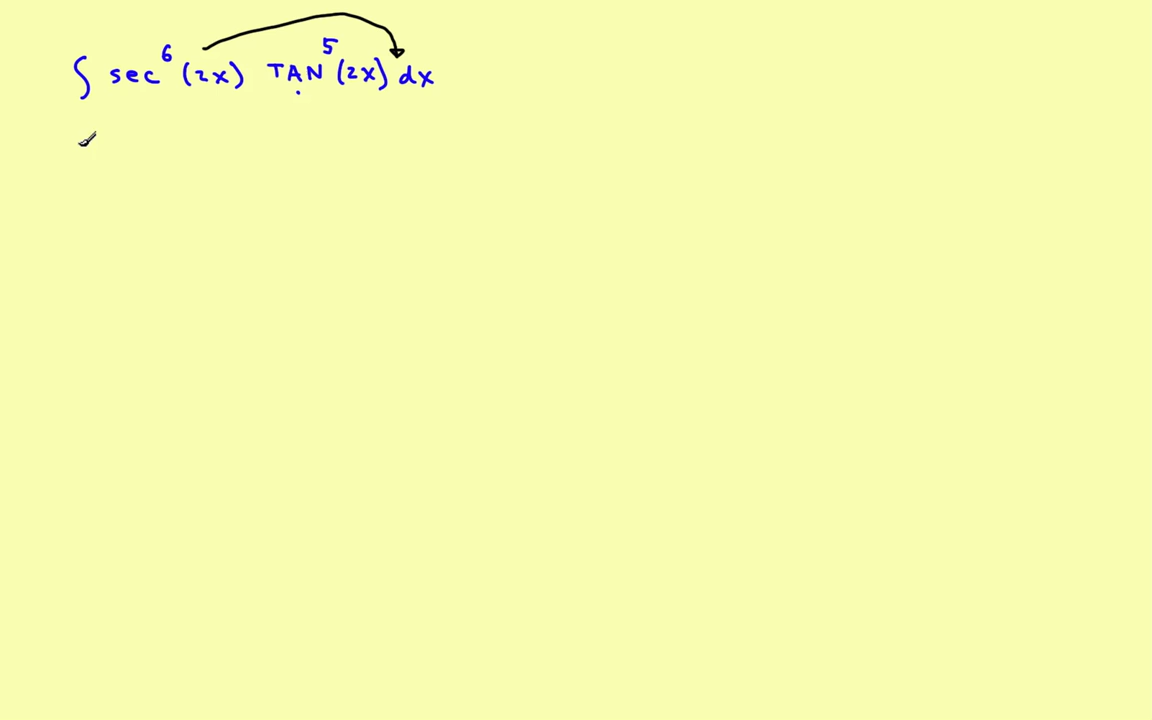 ∫ sec⁶(2x) TAN⁵(2x) dx